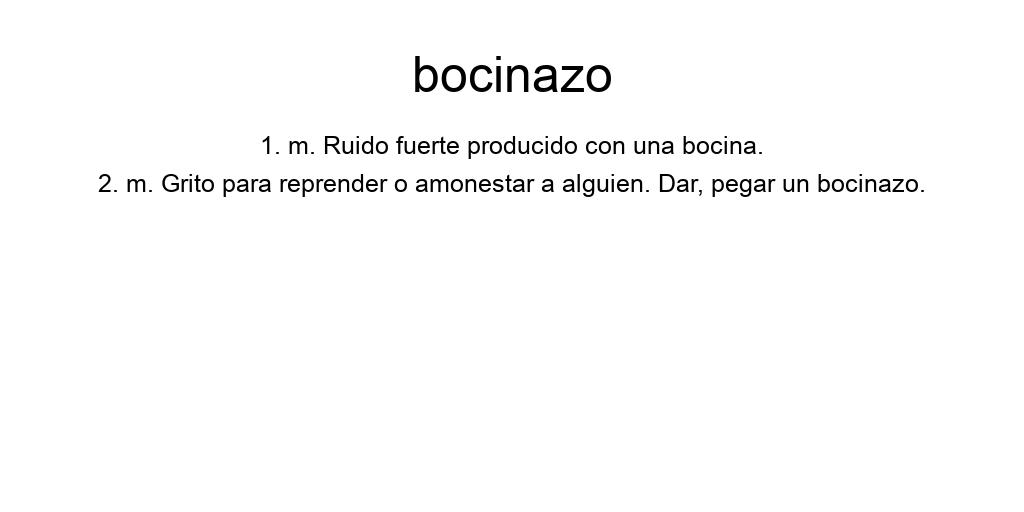 bocinazo
1. m. Ruido fuerte producido con una bocina.
2. m. Grito para reprender o amonestar a alguien. Dar, pegar un bocinazo.